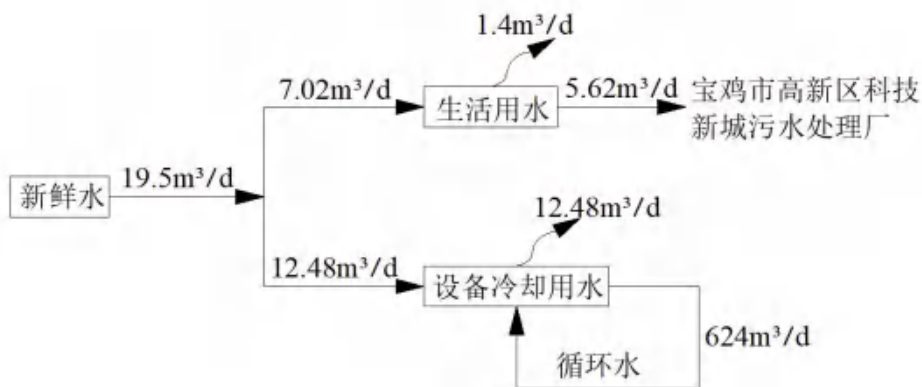 1.4m³/d
7.02m³/d
生活用水
5.62m³/d
宝鸡市高新区科技
新城污水处理厂
新鲜水
19.5m³/d
12.48m³/d
12.48m³/d
设备冷却用水
624m³/d
循环水